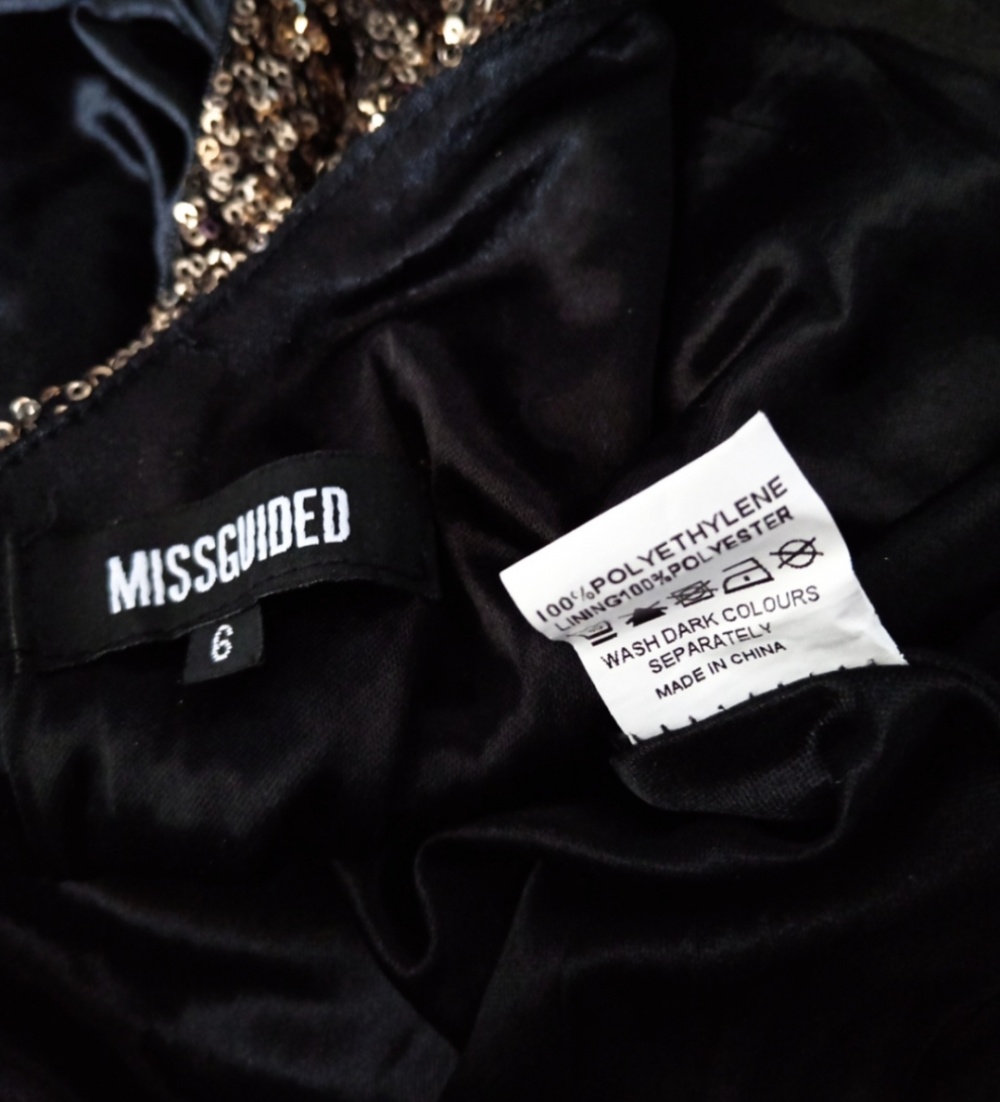 MISSGUIDED
6
100%POLYETHYLENE
LINING100%POLYESTER
WASH DARK COLOURS
SEPARATELY
MADE IN CHINA